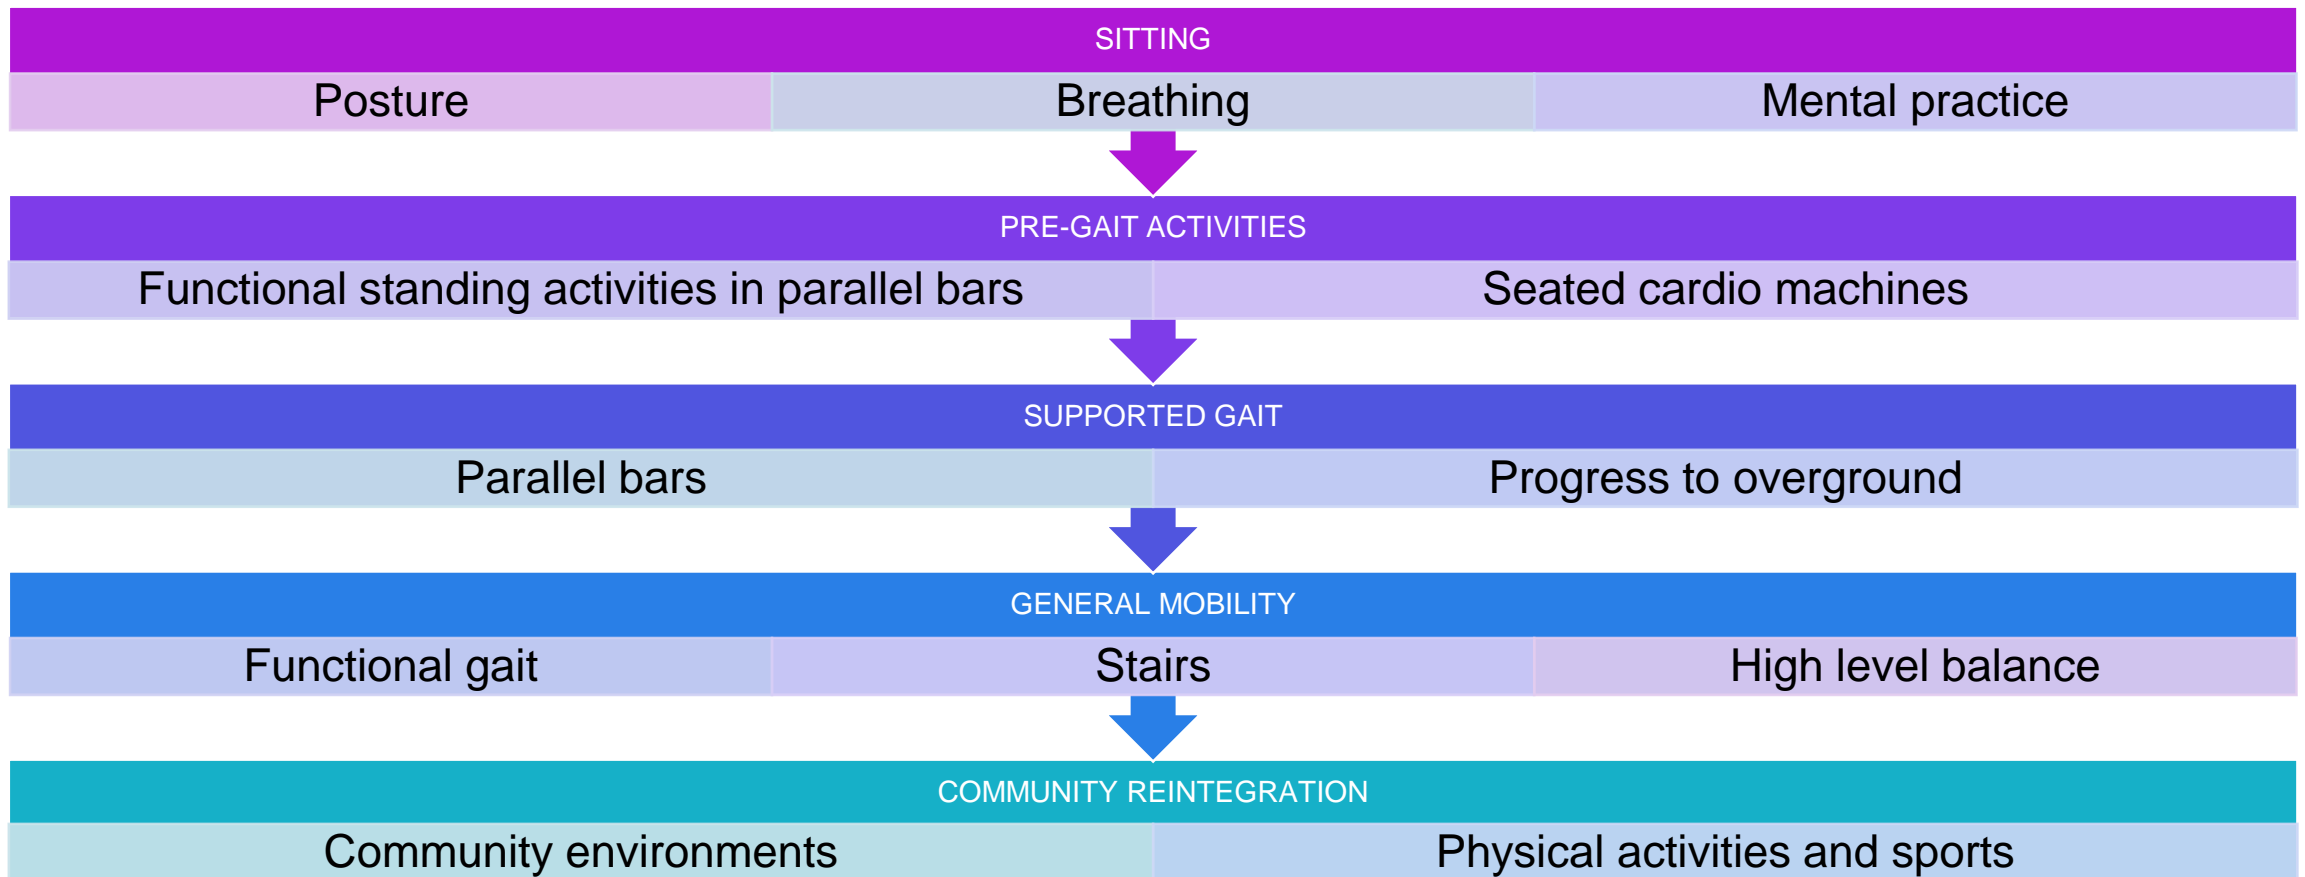 SITTING
Posture Breathing Mental practice
PRE-GAIT ACTIVITIES
Functional standing activities in parallel bars Seated cardio machines
SUPPORTED GAIT
Parallel bars Progress to overground
GENERAL MOBILITY
Functional gait Stairs High level balance
COMMUNITY REINTEGRATION
Community environments Physical activities and sports